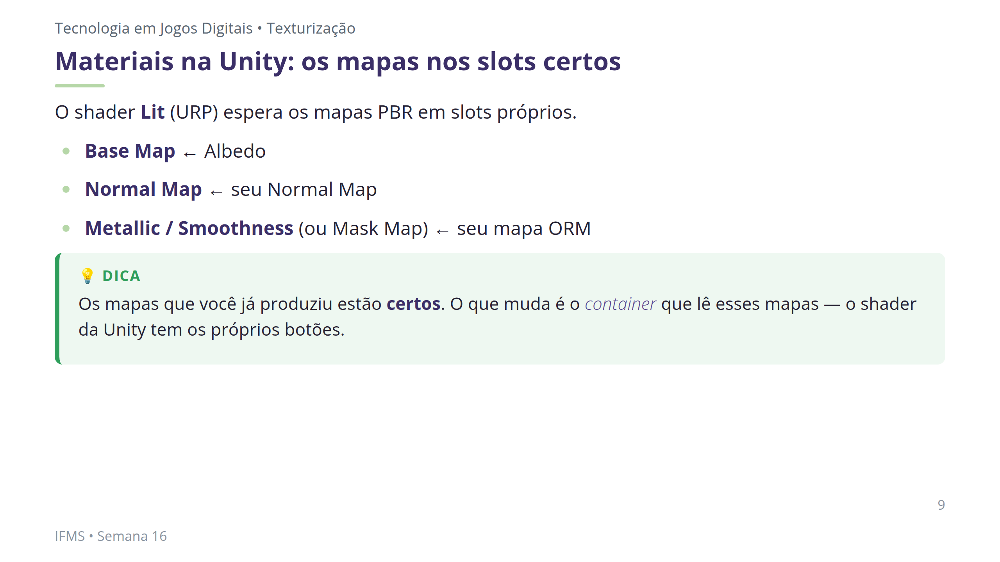 Tecnologia em Jogos Digitais • Texturização
Materiais na Unity: os mapas nos slots certos
O shader Lit (URP) espera os mapas PBR em slots próprios.
• Base Map ← Albedo
• Normal Map ← seu Normal Map
• Metallic / Smoothness (ou Mask Map) ← seu mapa ORM
💡 DICA
Os mapas que você já produziu estão certos. O que muda é o container que lê esses mapas — o shader
da Unity tem os próprios botões.
9
IFMS • Semana 16